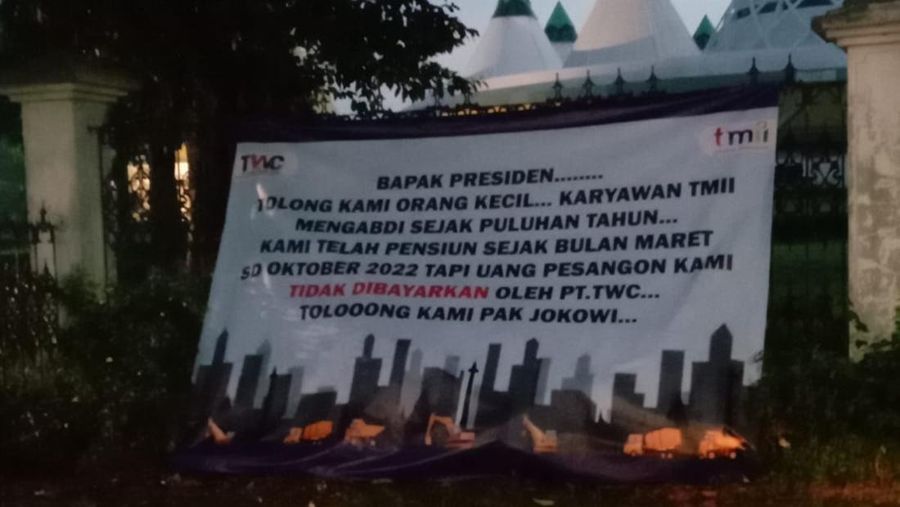 TWC
tmii
BAPAK PRESIDEN........
TOLONG KAMI ORANG KECIL... KARYAWAN TMII
MENGABDI SEJAK PULUHAN TAHUN...
KAMI TELAH PENSIUN SEJAK BULAN MARET
SD OKTOBER 2022 TAPI UANG PESANGON KAMI
TIDAK DIBAYARKAN OLEH PT.TWC...
TOLOOONG KAMI PAK JOKOWI...